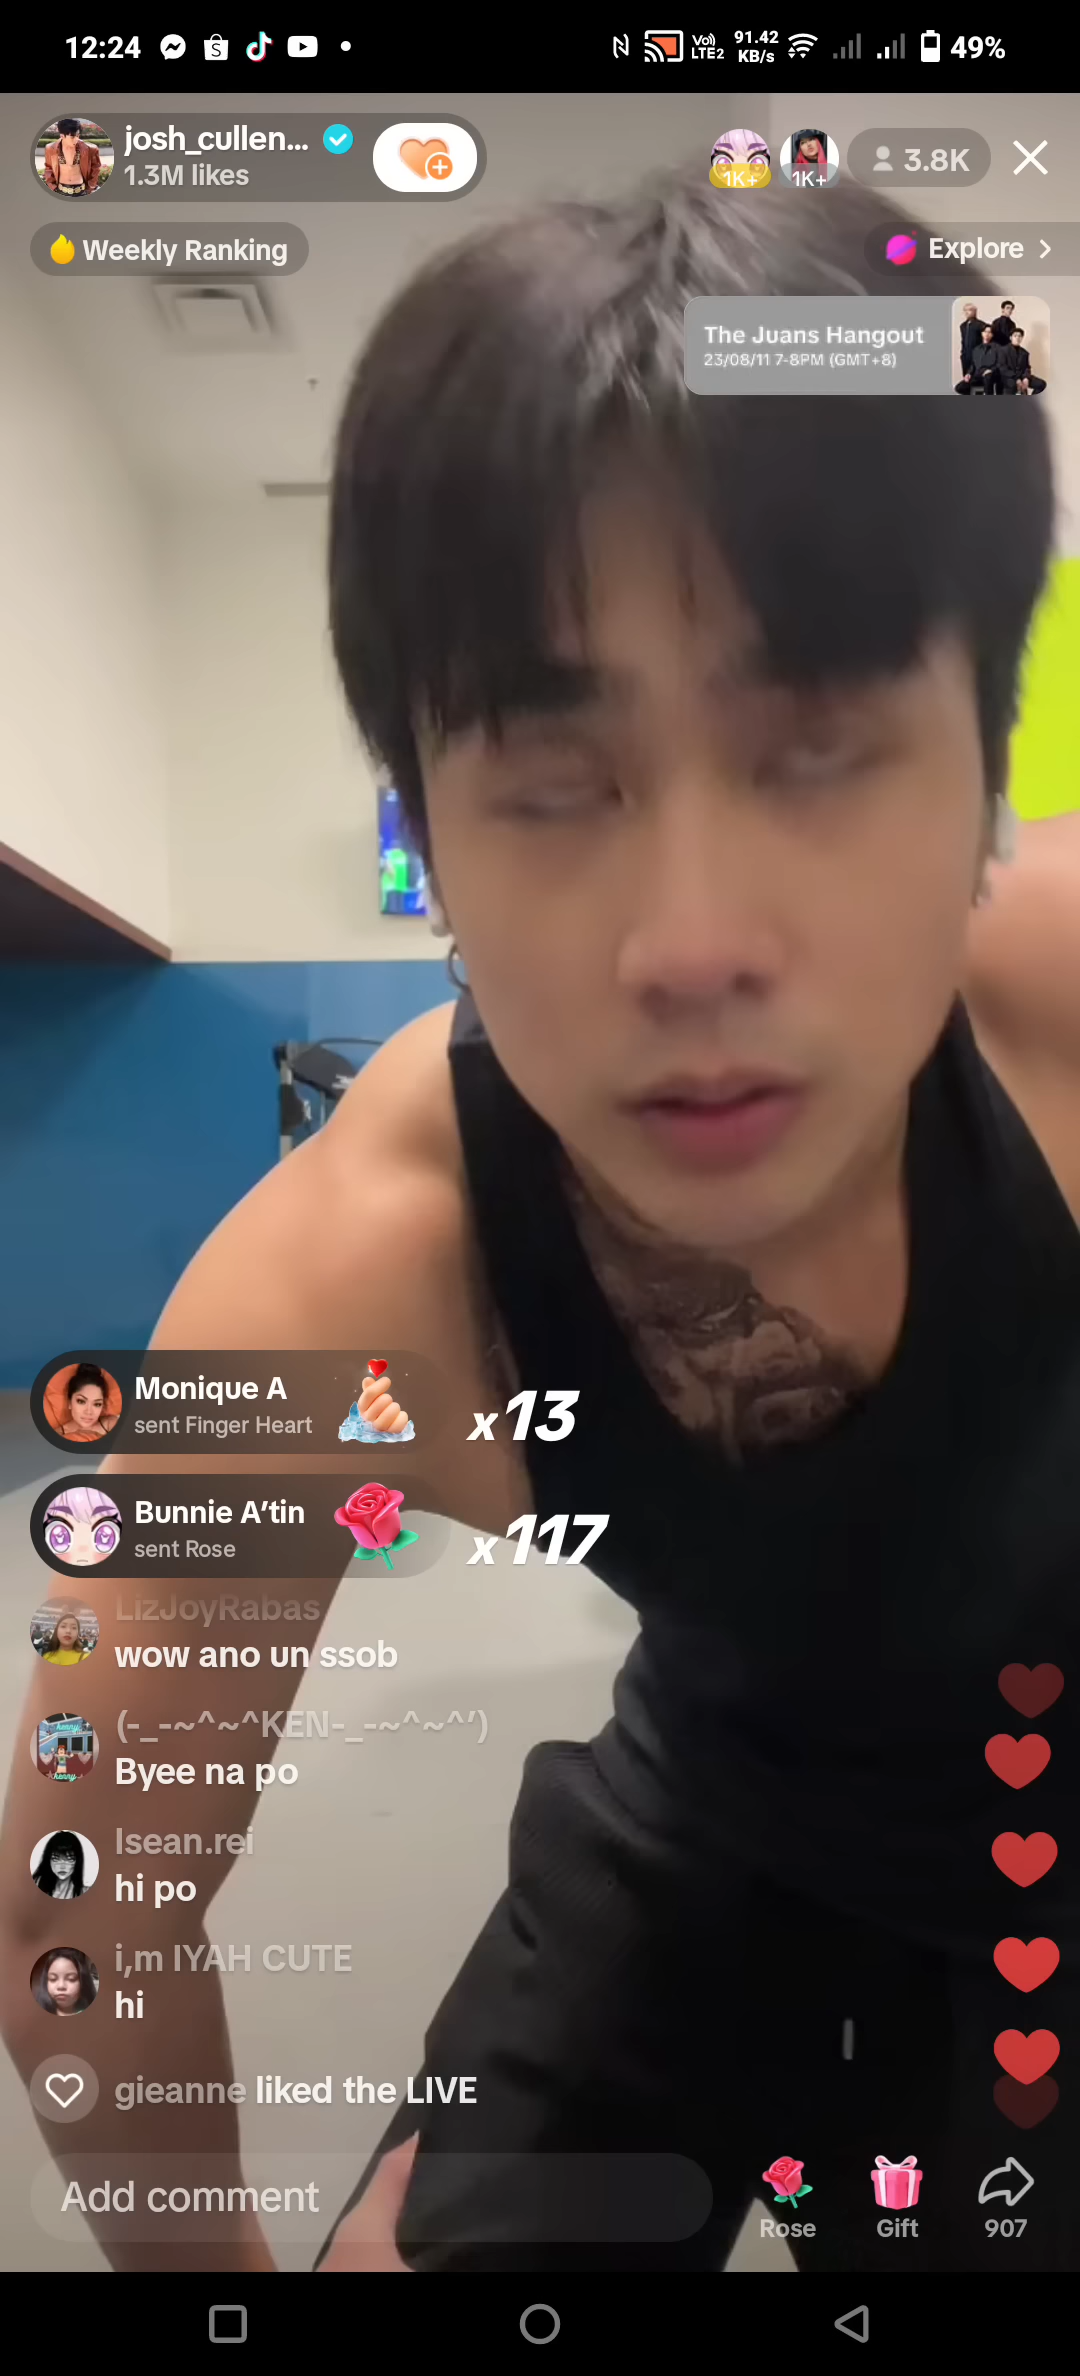 12:24
VoLTE2
91.42 KB/s
49%
josh_cullen...
1.3M likes
1K+
1K+
3.8K
Weekly Ranking
Explore
The Juans Hangout
23/08/11 7-8PM (GMT+8)
Monique A
sent Finger Heart
x13
Bunnie A'tin
sent Rose
x117
LizJoyRabas
wow ano un ssob
(-_-~^~^KEN-_-~^~^')
Byee na po
Isean.rei
hi po
i,m IYAH CUTE
hi
gieanne liked the LIVE
Add comment
Rose
Gift
907